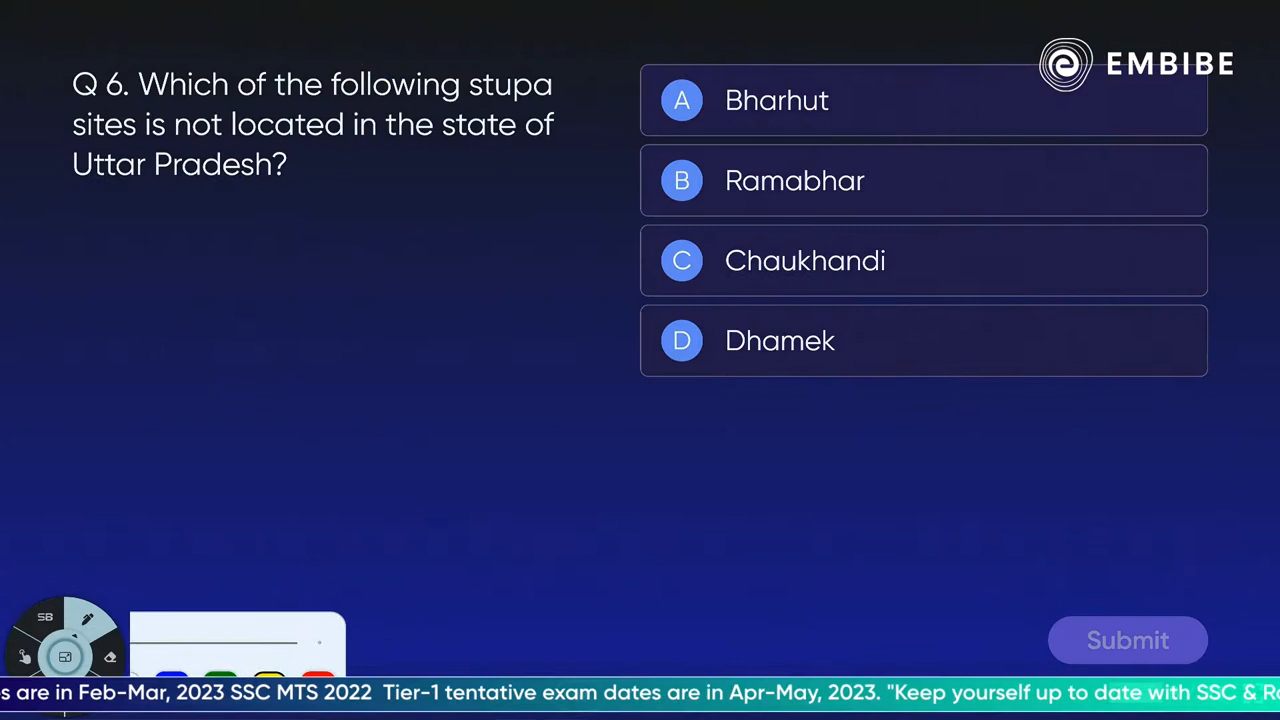 EMBIBE
Q 6. Which of the following stupa
sites is not located in the state of
Uttar Pradesh?
A Bharhut
B Ramabhar
C Chaukhandi
D Dhamek
SB
Submit
es are in Feb-Mar, 2023 SSC MTS 2022 Tier-1 tentative exam dates are in Apr-May, 2023. "Keep yourself up to date with SSC & Ra